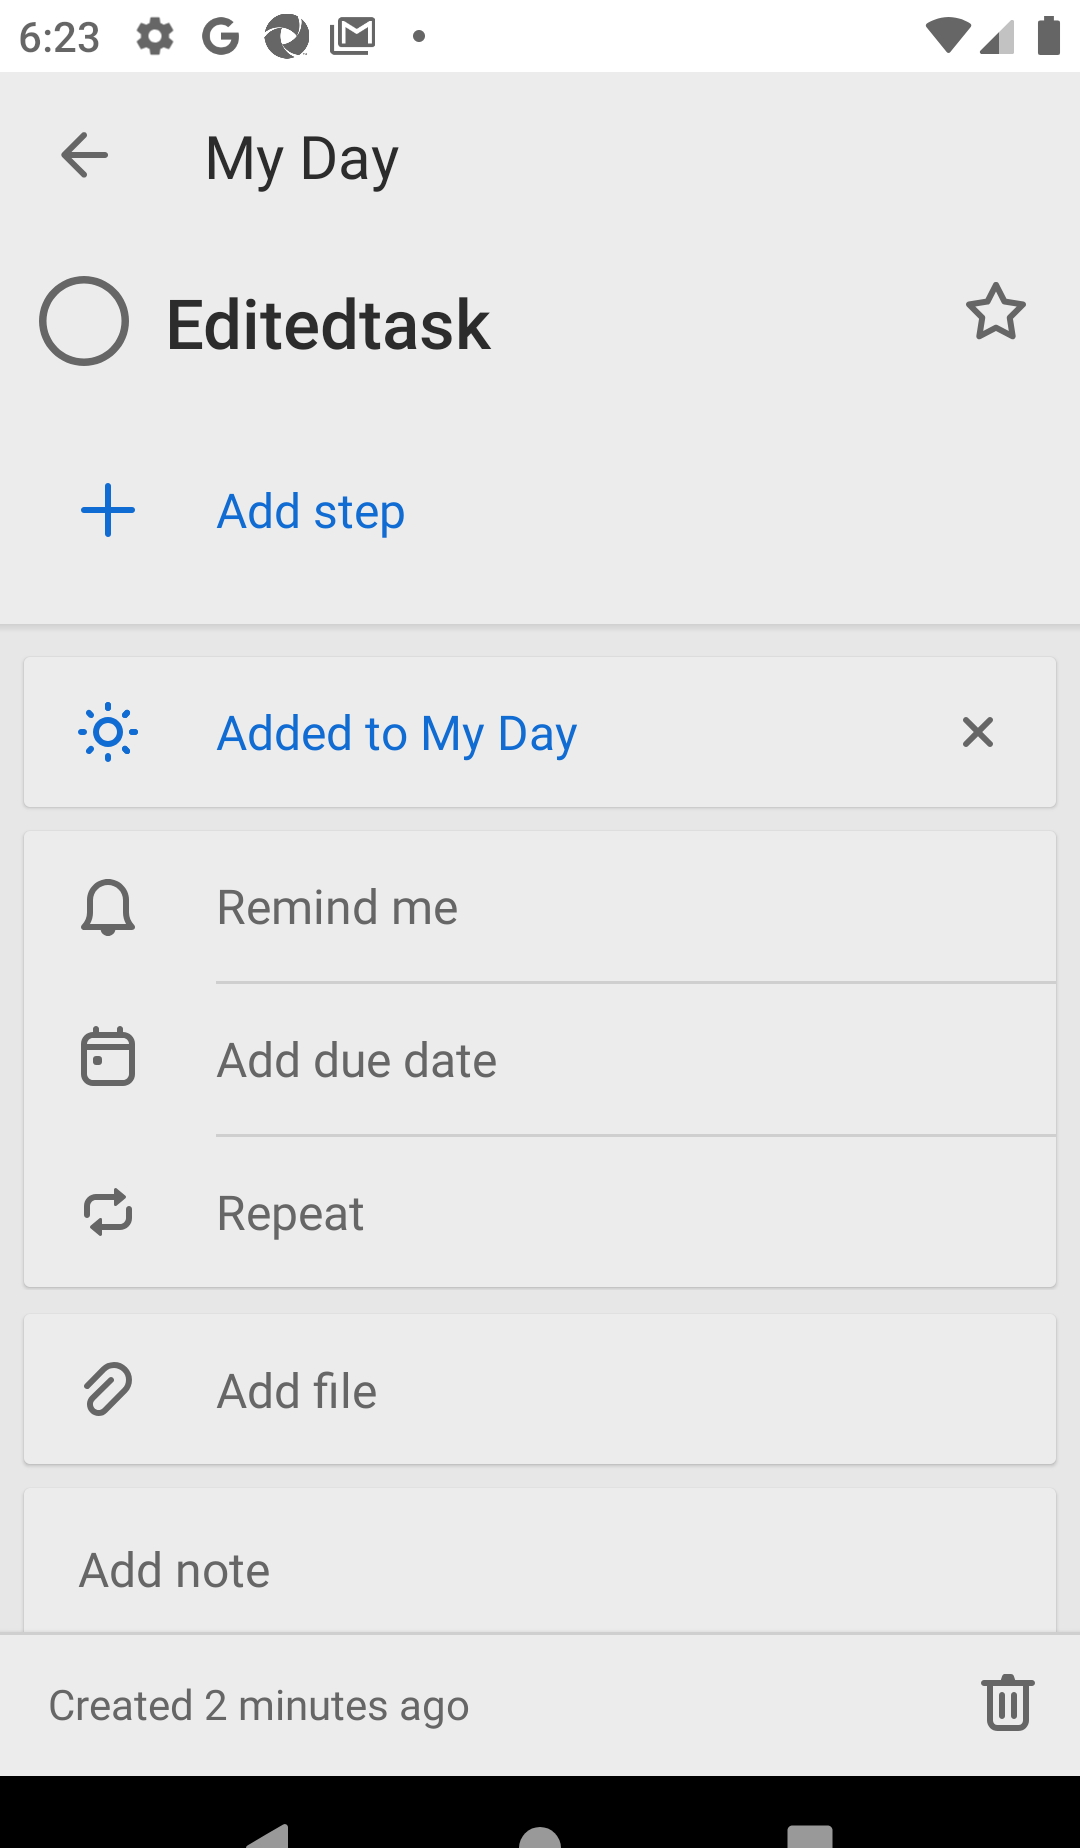 6:23
My Day
Editedtask
Add step
Added to My Day
Remind me
Add due date
Repeat
Add file
Add note
Created 2 minutes ago